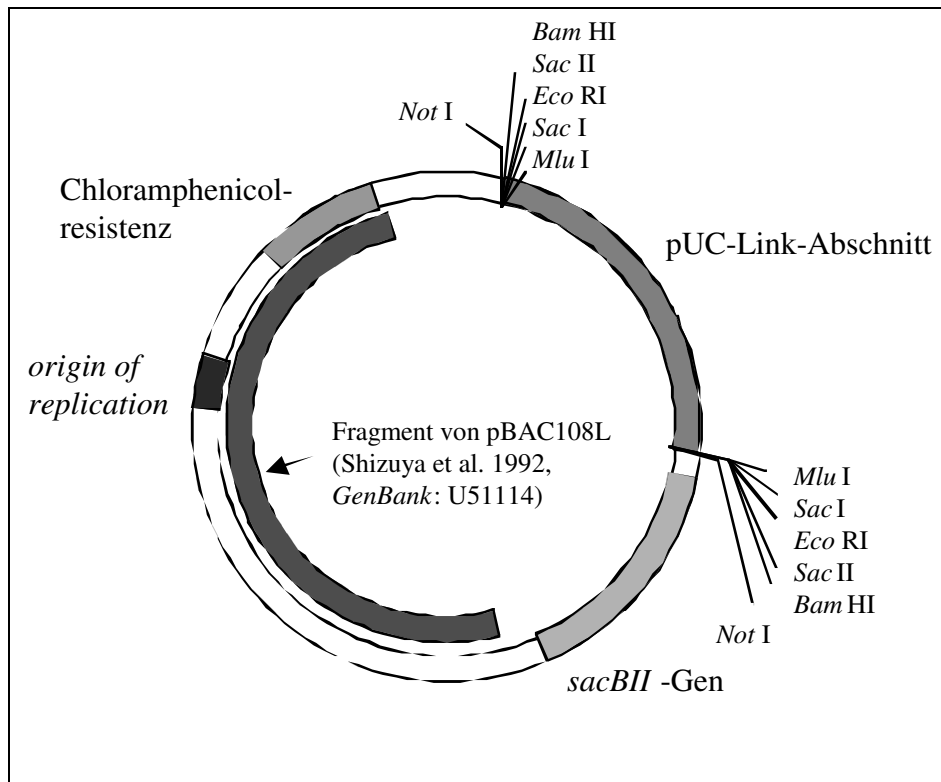 Bam HI
Sac II
Eco RI
Sac I
Mlu I
Not I
Chloramphenicol-
resistenz
pUC-Link-Abschnitt
origin of
replication
Fragment von pBAC108L
(Shizuya et al. 1992,
GenBank: U51114)
Mlu I
Sac I
Eco RI
Sac II
Bam HI
Not I
sacBII -Gen